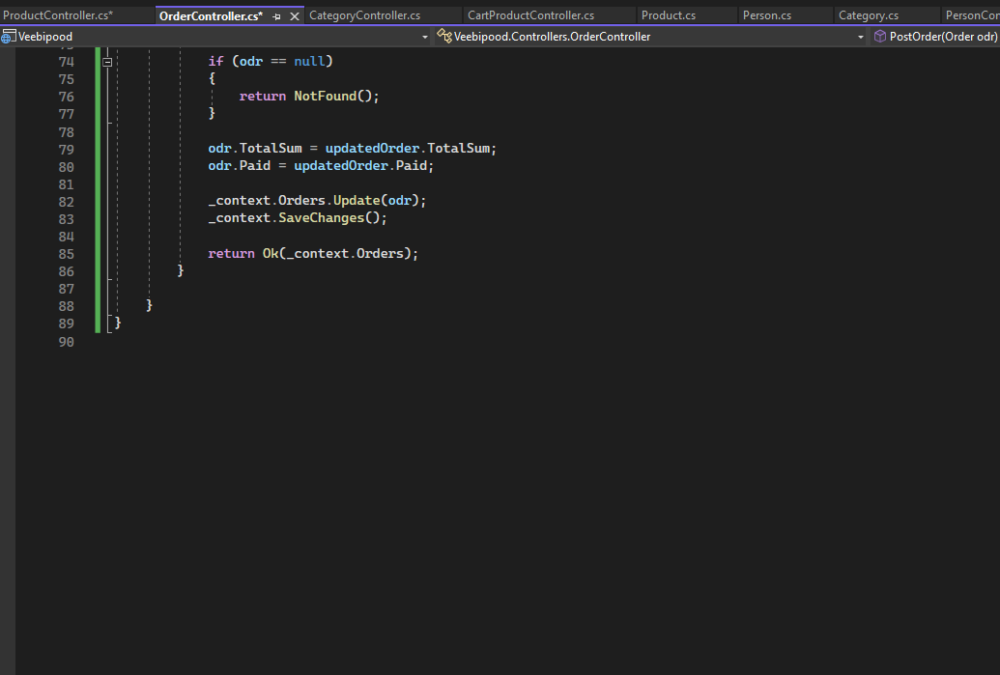 ProductController.cs* OrderController.cs* CategoryController.cs CartProductController.cs Product.cs Person.cs Category.cs PersonCor
Veebipood Veebipood.Controllers.OrderController PostOrder(Order odr)
74 if (odr == null)
75 {
76 return NotFound();
77 }
78
79 odr.TotalSum = updatedOrder.TotalSum;
80 odr.Paid = updatedOrder.Paid;
81
82 _context.Orders.Update(odr);
83 _context.SaveChanges();
84
85 return Ok(_context.Orders);
86 }
87
88 }
89 }
90